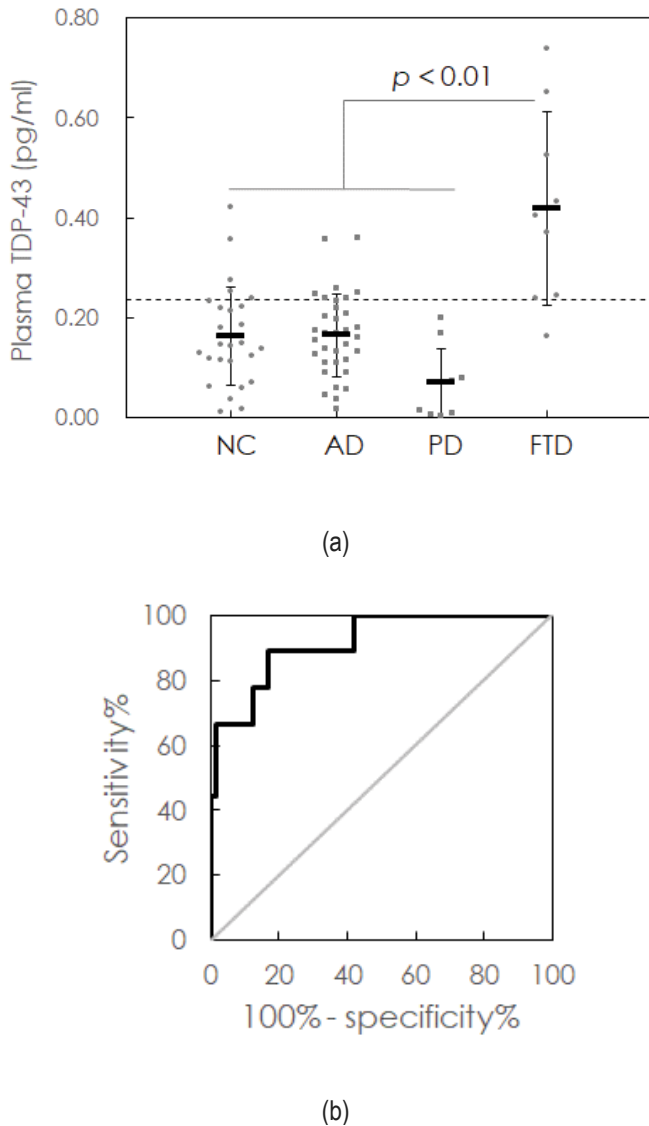 0.80
p < 0.01
0.60
0.40
0.20
0.00
Plasma TDP-43 (pg/ml)
NC AD PD FTD
(a)
100
80
60
40
20
0
Sensitivity%
0 20 40 60 80 100
100%- specificity%
(b)